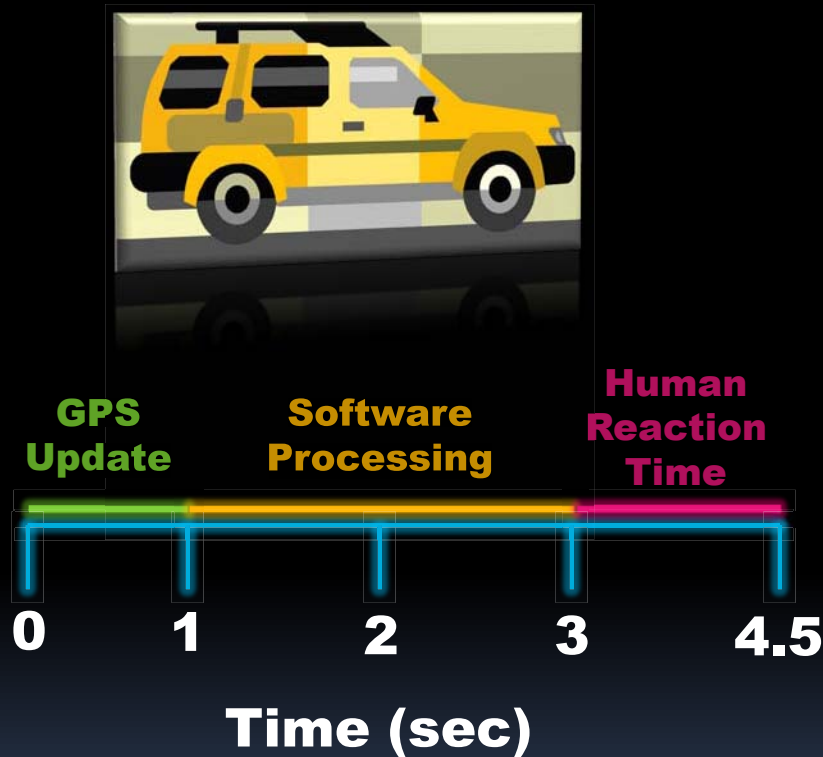 GPS
Update
Software
Processing
Human
Reaction
Time
0 1 2 3 4.5
Time (sec)